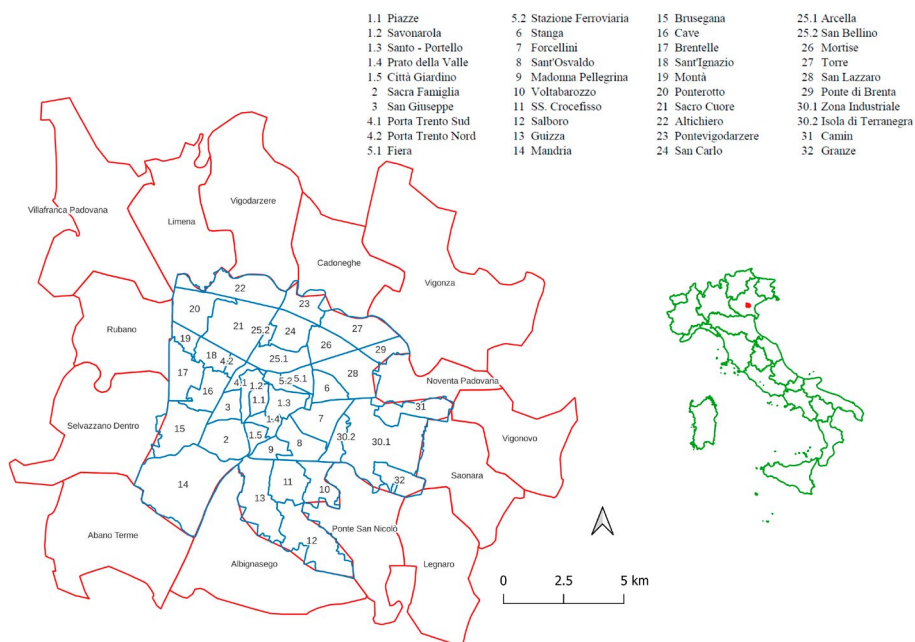 1.1 Piazze
1.2 Savonarola
1.3 Santo - Portello
1.4 Prato della Valle
1.5 Città Giardino
2 Sacra Famiglia
3 San Giuseppe
4.1 Porta Trento Sud
4.2 Porta Trento Nord
5.1 Fiera
5.2 Stazione Ferroviaria
6 Stanga
7 Forcellini
8 Sant'Osvaldo
9 Madonna Pellegrina
10 Voltabarozzo
11 SS. Crocefisso
12 Salboro
13 Guizza
14 Mandria
15 Brusegana
16 Cave
17 Brentelle
18 Sant'Ignazio
19 Montà
20 Ponterotto
21 Sacro Cuore
22 Altichiero
23 Pontevigodarzere
24 San Carlo
25.1 Arcella
25.2 San Bellino
26 Mortise
27 Torre
28 San Lazzaro
29 Ponte di Brenta
30.1 Zona Industriale
30.2 Isola di Terranegra
31 Camin
32 Granze
Villafranca Padovana
Limena
Vigodarzere
Cadoneghe
Vigonza
Rubano
Noventa Padovana
Selvazzano Dentro
Vigonovo
Saonara
Abano Terme
Albignasego
Ponte San Nicolò
Legnaro
22
20
23
21
25.2
24
27
19
26
29
18
4.2
25.1
28
17
16
4.1
1.2
5.2
5.1
6
1.1
1.3
3
31
1.4
7
15
2
1.5
8
30.2
30.1
9
14
13
11
10
32
12
0
2.5
5 km